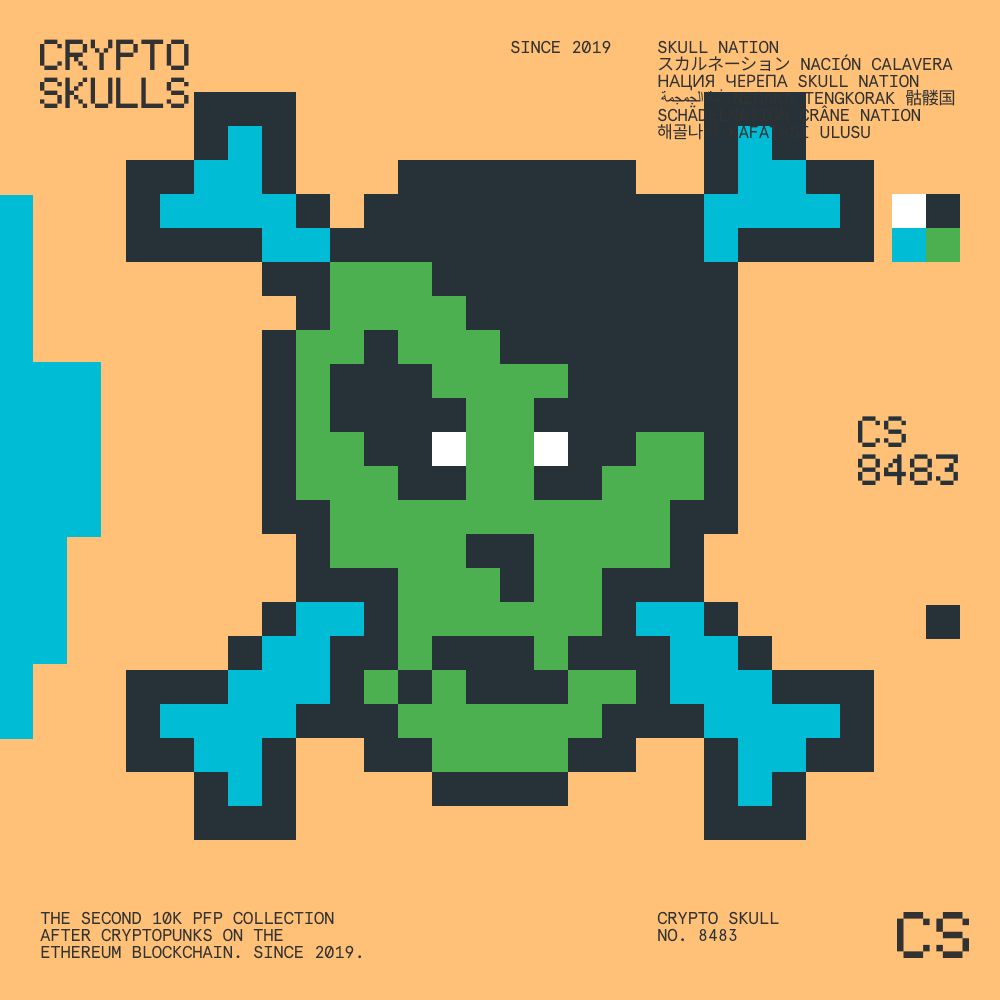 CRYPTO
SKULLS
SINCE 2019
SKULL NATION
スカルネーション NACIÓN CALAVERA
НАЦИЯ ЧЕРЕПА SKULL NATION
الجمجمة TENGKORAK 骷髅国
CRÂNE NATION
ULUSU
CS
8483
THE SECOND 10K PFP COLLECTION
AFTER CRYPTOPUNKS ON THE
ETHEREUM BLOCKCHAIN. SINCE 2019.
CRYPTO SKULL
NO. 8483
CS